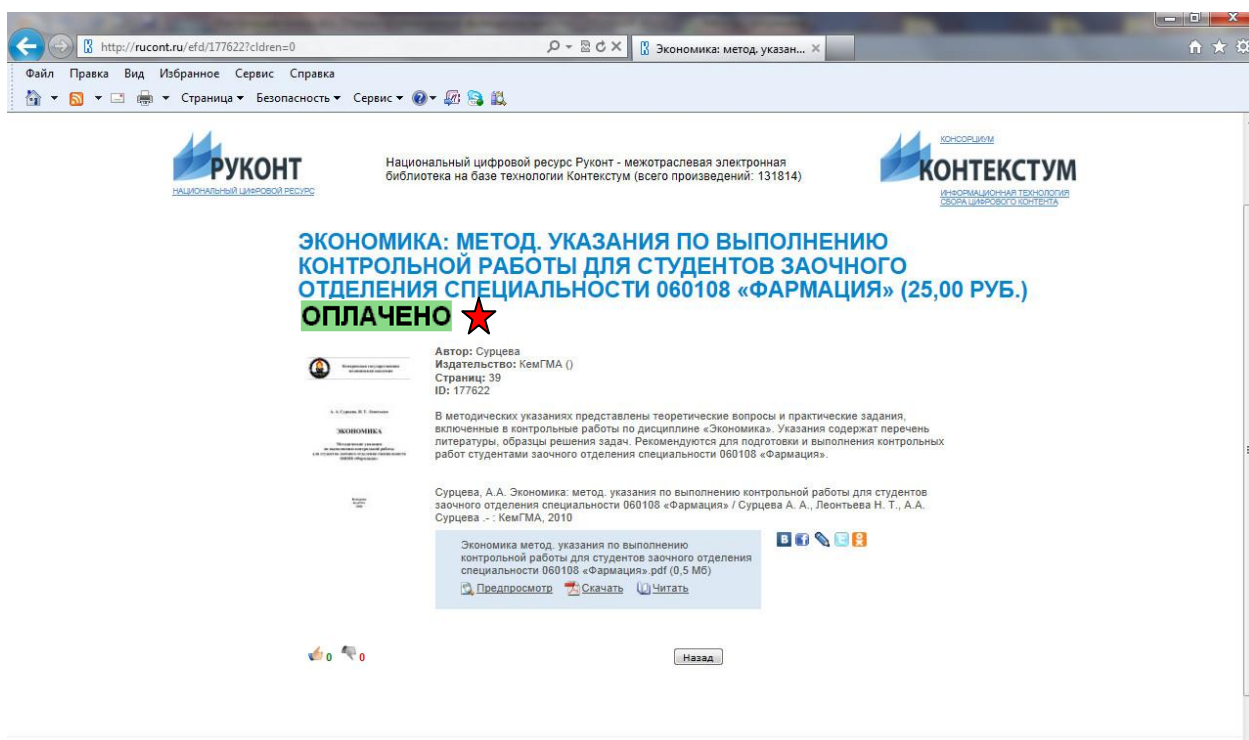 http://rucont.ru/efd/177622?cldren=0
Экономика: метод. указан...
Файл Правка Вид Избранное Сервис Справка
Страница Безопасность Сервис
РУКОНТ
НАЦИОНАЛЬНЫЙ ЦИФРОВОЙ РЕСУРС
Национальный цифровой ресурс Руконт - межотраслевая электронная
библиотека на базе технологии Контекстум (всего произведений: 131814)
КОНСОРЦИУМ
КОНТЕКСТУМ
ИНФОРМАЦИОННАЯ ТЕХНОЛОГИЯ
СБОРА ЦИФРОВОГО КОНТЕНТА
ЭКОНОМИКА: МЕТОД. УКАЗАНИЯ ПО ВЫПОЛНЕНИЮ
КОНТРОЛЬНОЙ РАБОТЫ ДЛЯ СТУДЕНТОВ ЗАОЧНОГО
ОТДЕЛЕНИЯ СПЕЦИАЛЬНОСТИ 060108 «ФАРМАЦИЯ» (25,00 РУБ.)
ОПЛАЧЕНО
ЭКОНОМИКА
Автор: Сурцева
Издательство: КемГМА ()
Страниц: 39
ID: 177622
В методических указаниях представлены теоретические вопросы и практические задания,
включенные в контрольные работы по дисциплине «Экономика». Указания содержат перечень
литературы, образцы решения задач. Рекомендуются для подготовки и выполнения контрольных
работ студентами заочного отделения специальности 060108 «Фармация».
Сурцева, А.А. Экономика: метод. указания по выполнению контрольной работы для студентов
заочного отделения специальности 060108 «Фармация» / Сурцева А. А., Леонтьева Н. Т., А.А.
Сурцева .- : КемГМА, 2010
Экономика метод. указания по выполнению
контрольной работы для студентов заочного отделения
специальности 060108 «Фармация».pdf (0,5 Мб)
Предпросмотр Скачать Читать
0 0
Назад